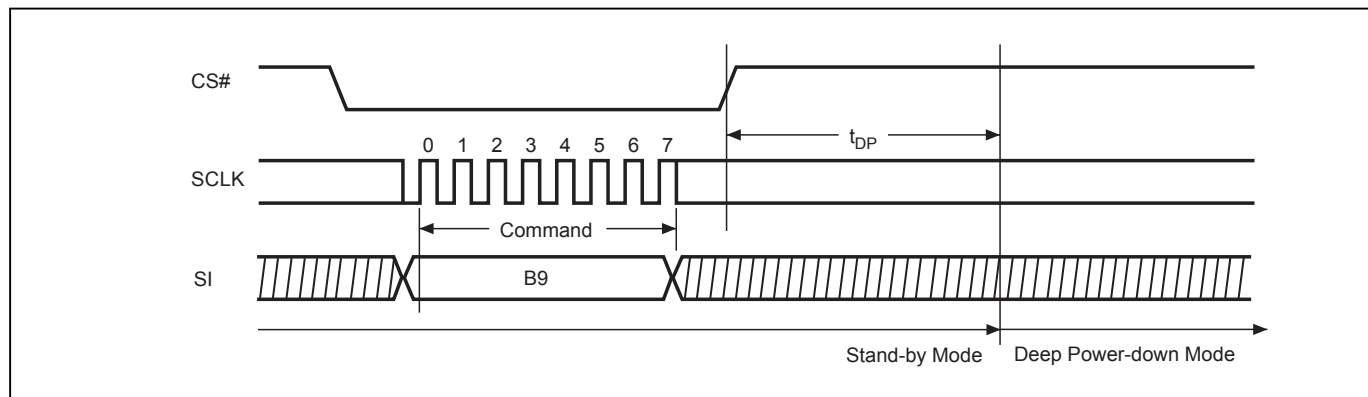 CS#
t_DP
0 1 2 3 4 5 6 7
SCLK
Command
SI
B9
Stand-by Mode
Deep Power-down Mode